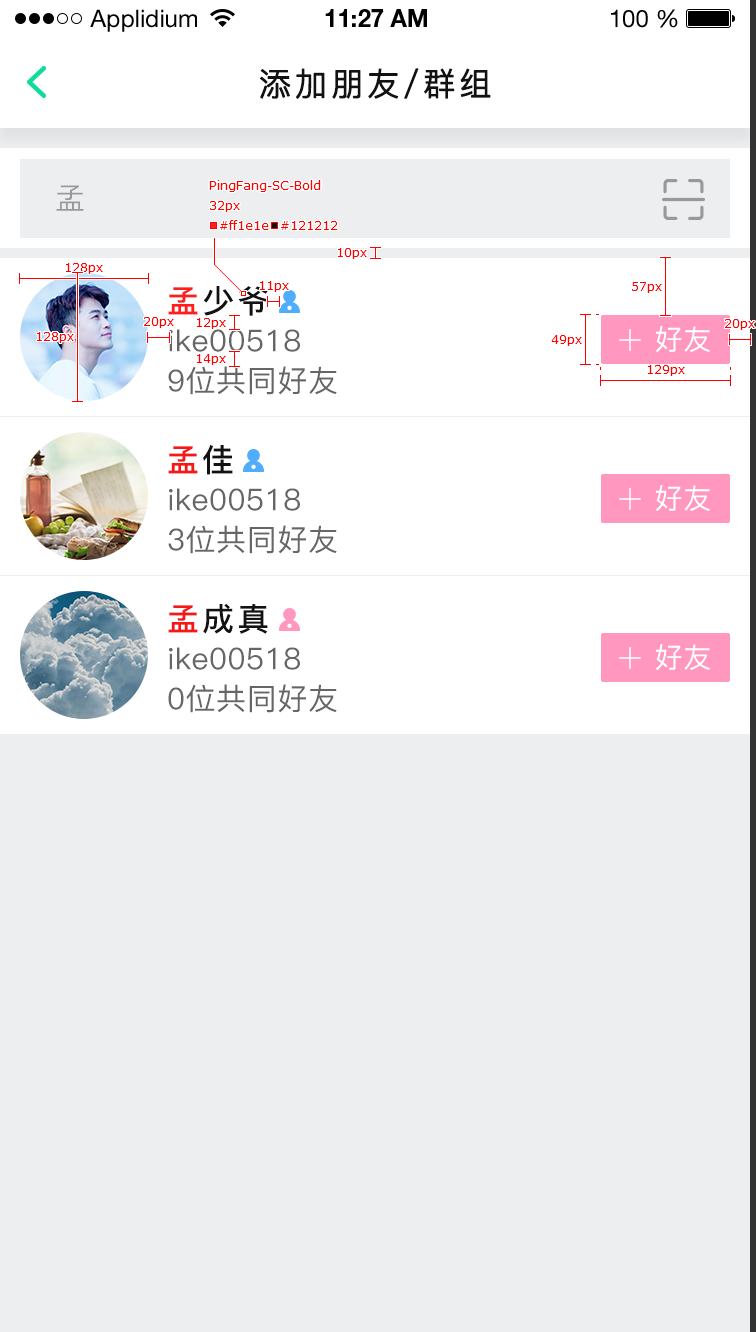 Applidium 11:27 AM 100 %
添加朋友/群组
孟
PingFang-SC-Bold
32px
#ff1e1e #121212
10px
128px
57px
11px
孟少爷
12px
20px
20px
128px
ike00518
49px
+ 好友
14px
129px
9位共同好友
孟佳
ike00518
+ 好友
3位共同好友
孟成真
ike00518
+ 好友
0位共同好友